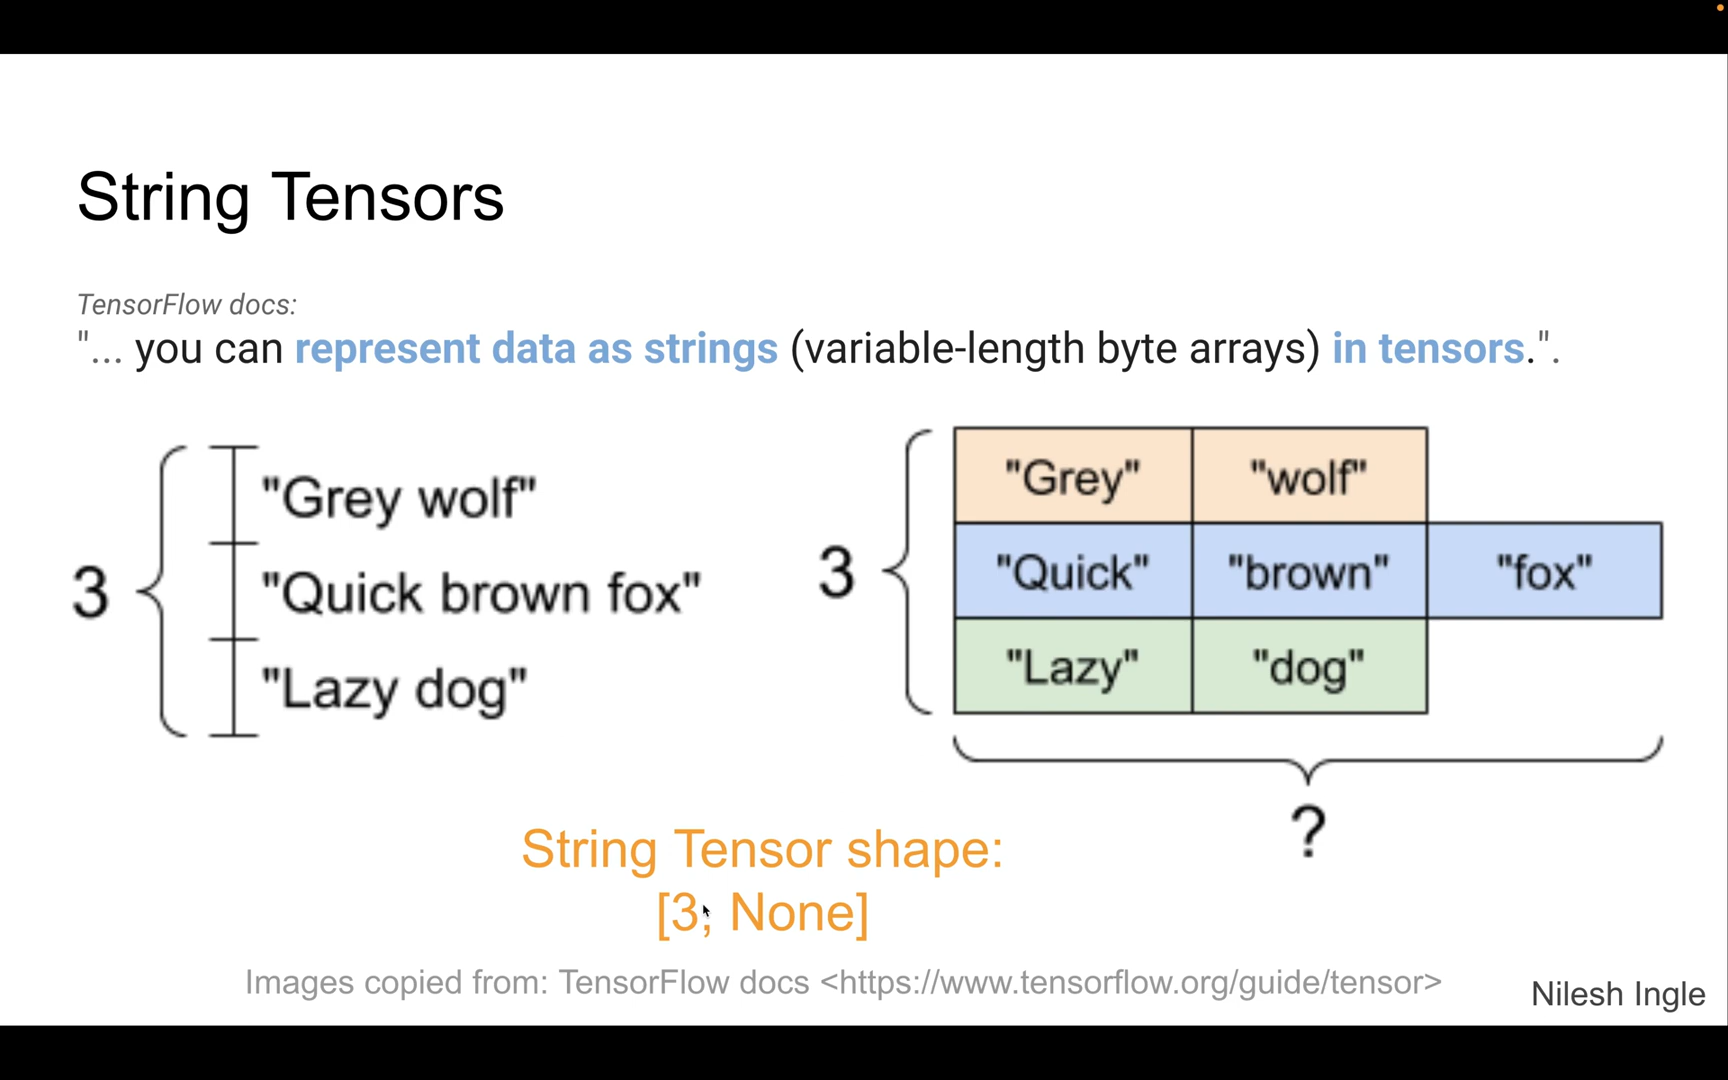 String Tensors
TensorFlow docs:
"... you can represent data as strings (variable-length byte arrays) in tensors.".
3
"Grey wolf"
"Quick brown fox"
"Lazy dog"
3
"Grey" "wolf"
"Quick" "brown" "fox"
"Lazy" "dog"
?
String Tensor shape:
[3, None]
Images copied from: TensorFlow docs <https://www.tensorflow.org/guide/tensor>
Nilesh Ingle